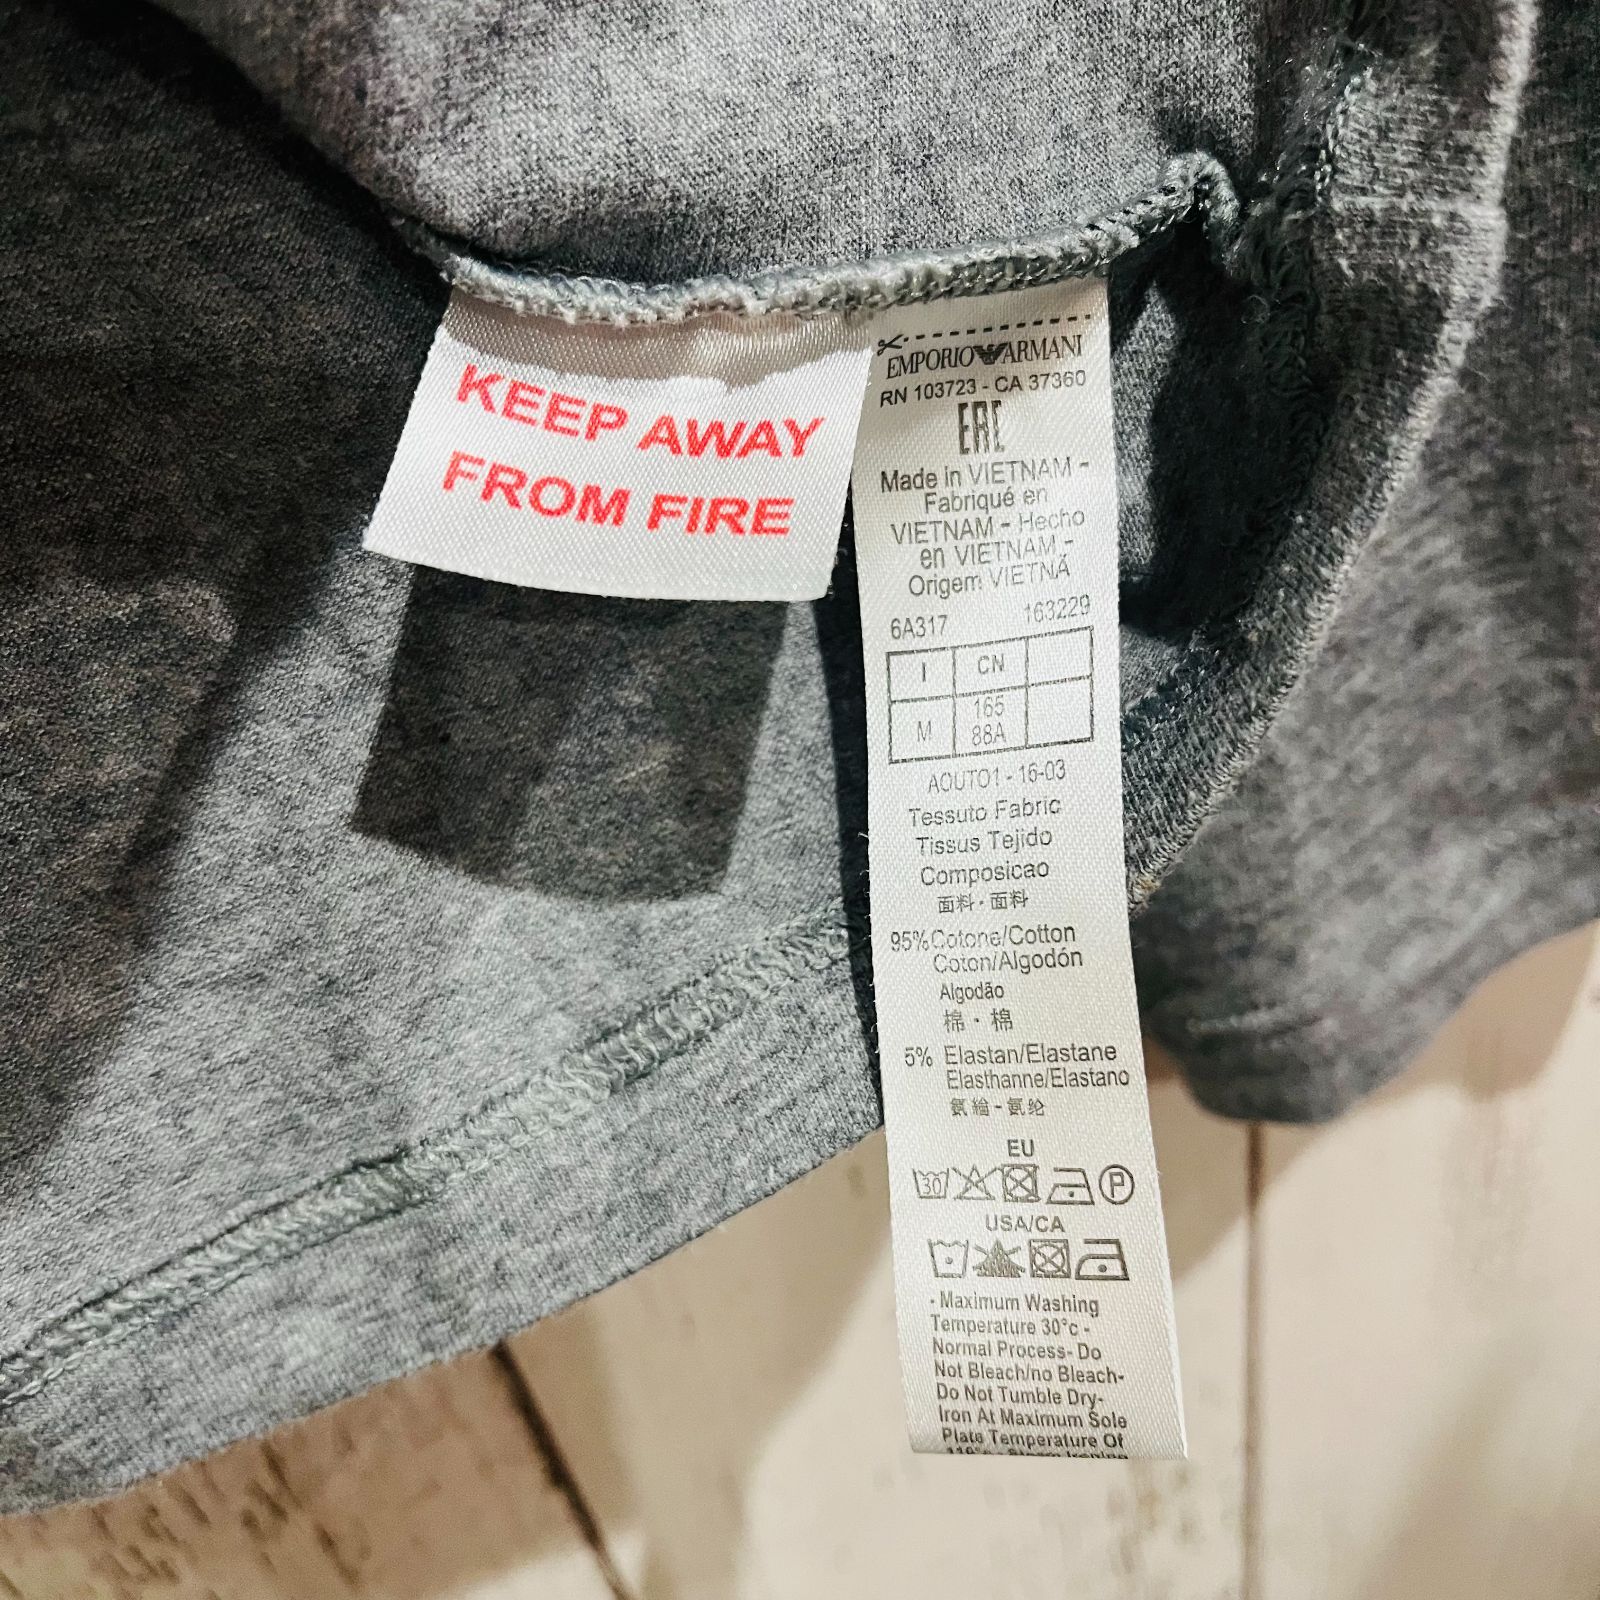 KEEP AWAY
FROM FIRE
EMPORIO ARMANI
RN 103723 - CA 37360
EAC
Made in VIETNAM -
Fabriqué en
VIETNAM - Hecho
en VIETNAM -
Origem VIETNÃ
6A317 163229
I CN
M 165
88A
AOUTO1 - 16-03
Tessuto Fabric
Tissus Tejido
Composicao
面料 · 面料
95% Cotone/Cotton
Coton/Algodón
Algodão
棉 · 棉
5% Elastan/Elastane
Elasthanne/Elastano
氨綸 - 氨纶
EU
30 P
USA/CA
- Maximum Washing
Temperature 30°c -
Normal Process- Do
Not Bleach/no Bleach-
Do Not Tumble Dry-
Iron At Maximum Sole
Plate Temperature Of